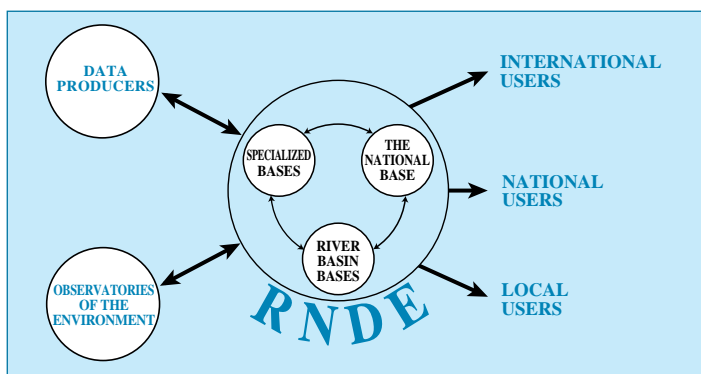 DATA
PRODUCERS
OBSERVATORIES
OF THE
ENVIRONMENT
SPECIALIZED
BASES
THE
NATIONAL
BASE
RIVER
BASIN
BASES
RNDE
INTERNATIONAL
USERS
NATIONAL
USERS
LOCAL
USERS